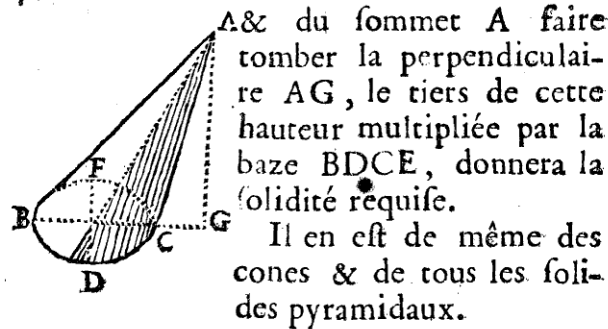 A& du ſommet A faire
tomber la perpendiculai-
re AG, le tiers de cette
hauteur multipliée par la
baze BDCE, donnera la
ſolidité requiſe.
Il en eſt de même des
cones & de tous les ſoli-
des pyramidaux.
F
B
C
G
D